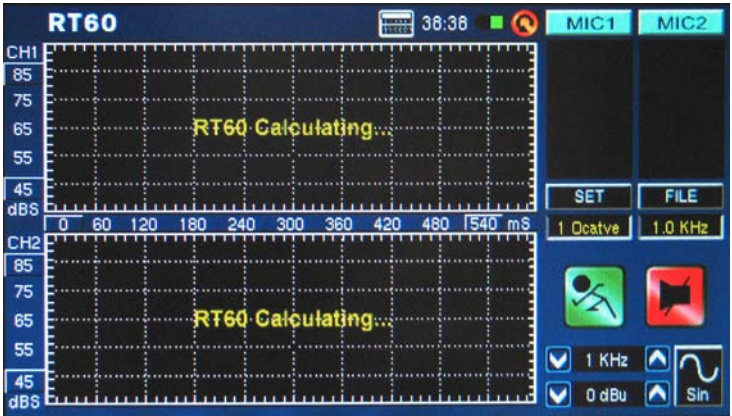 RT60 38:38 MIC1 MIC2
CH1
85
75
65
55
45
dBS
RT60 Calculating...
0 60 120 180 240 300 360 420 480 540 mS
SET FILE
1 Ocatve 1.0 KHz
CH2
85
75
65
55
45
dBS
RT60 Calculating...
1 KHz
0 dBu
Sin